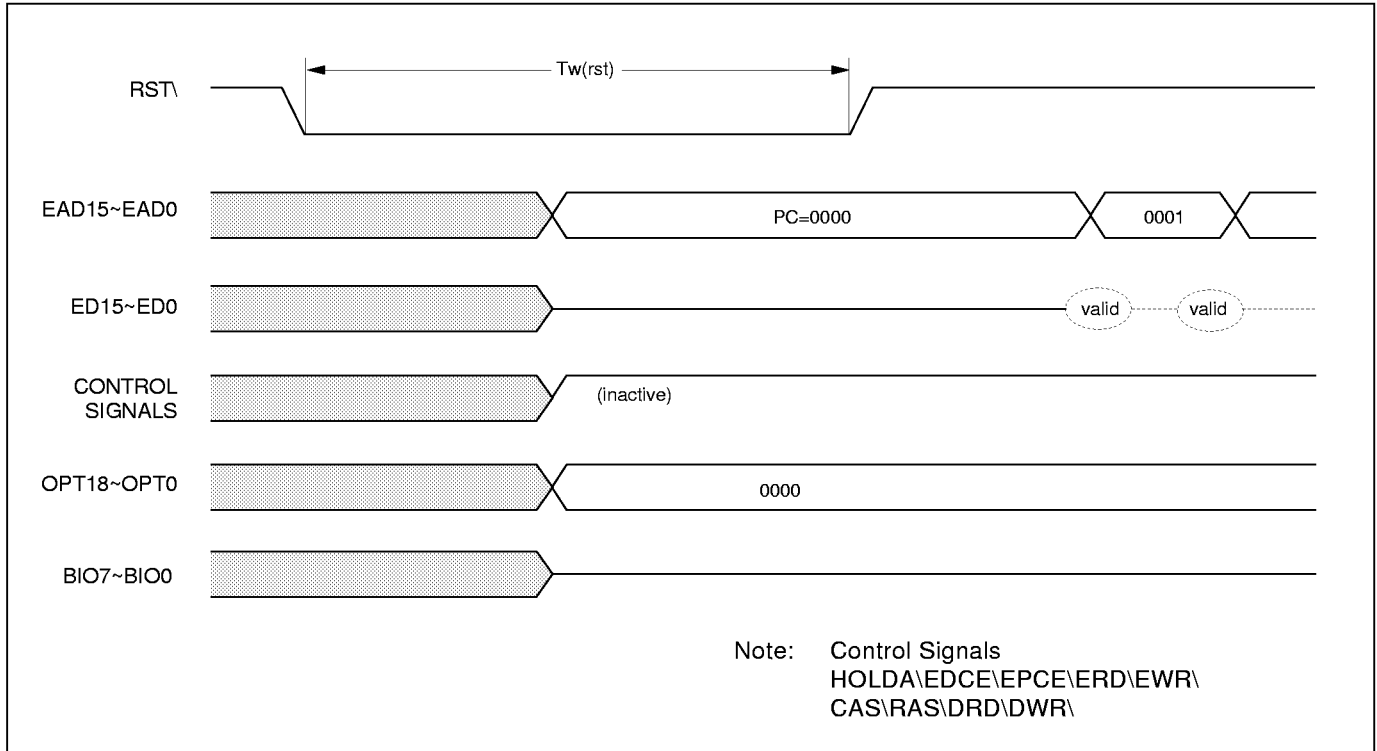 Tw(rst)
RST\
EAD15~EAD0
PC=0000
0001
ED15~ED0
valid
valid
CONTROL
SIGNALS
(inactive)
OPT18~OPT0
0000
BIO7~BIO0
Note: Control Signals
HOLDA\EDCE\EPCE\ERD\EWR\
CAS\RAS\DRD\DWR\